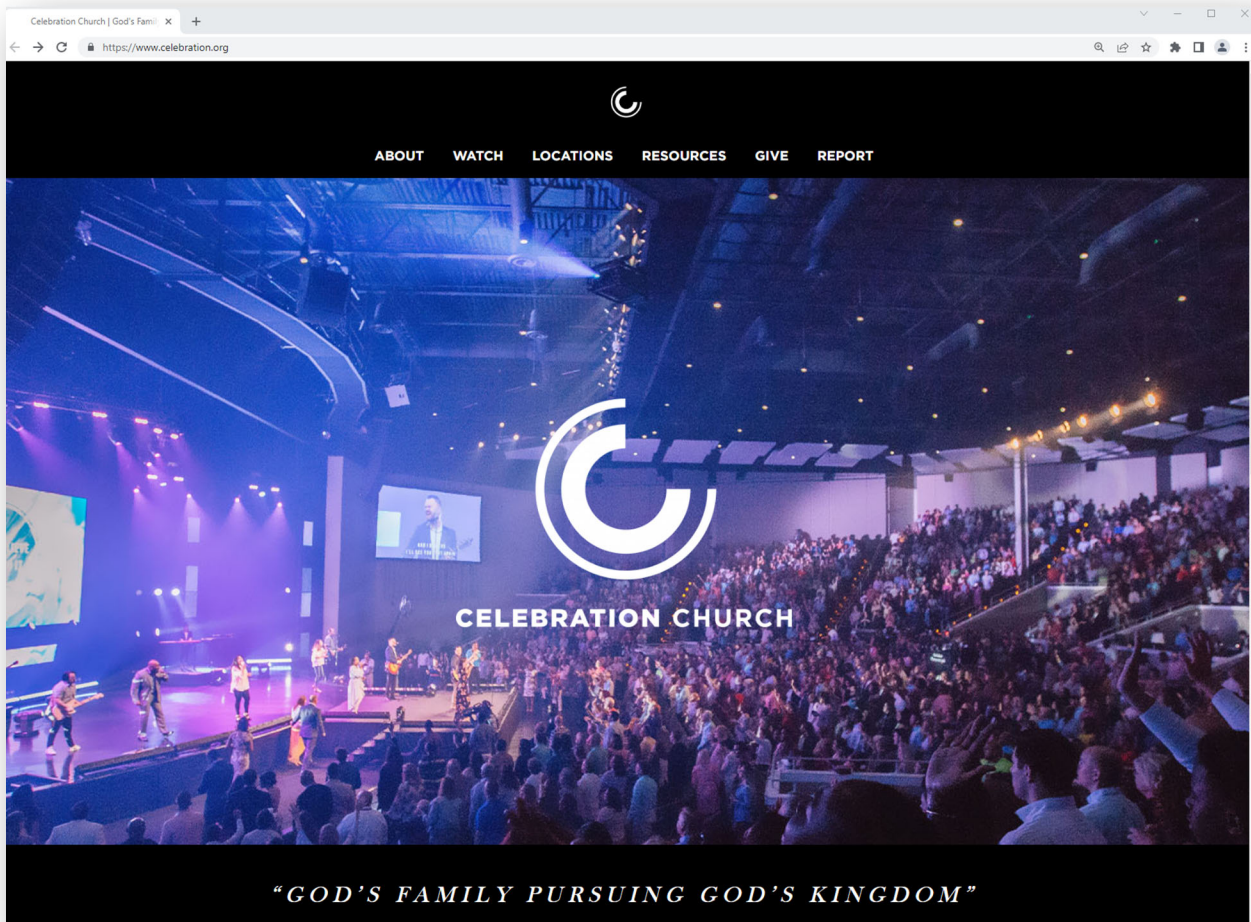 Celebration Church | God's Fami
https://www.celebration.org
ABOUT WATCH LOCATIONS RESOURCES GIVE REPORT
CELEBRATION CHURCH
“GOD’S FAMILY PURSUING GOD’S KINGDOM”